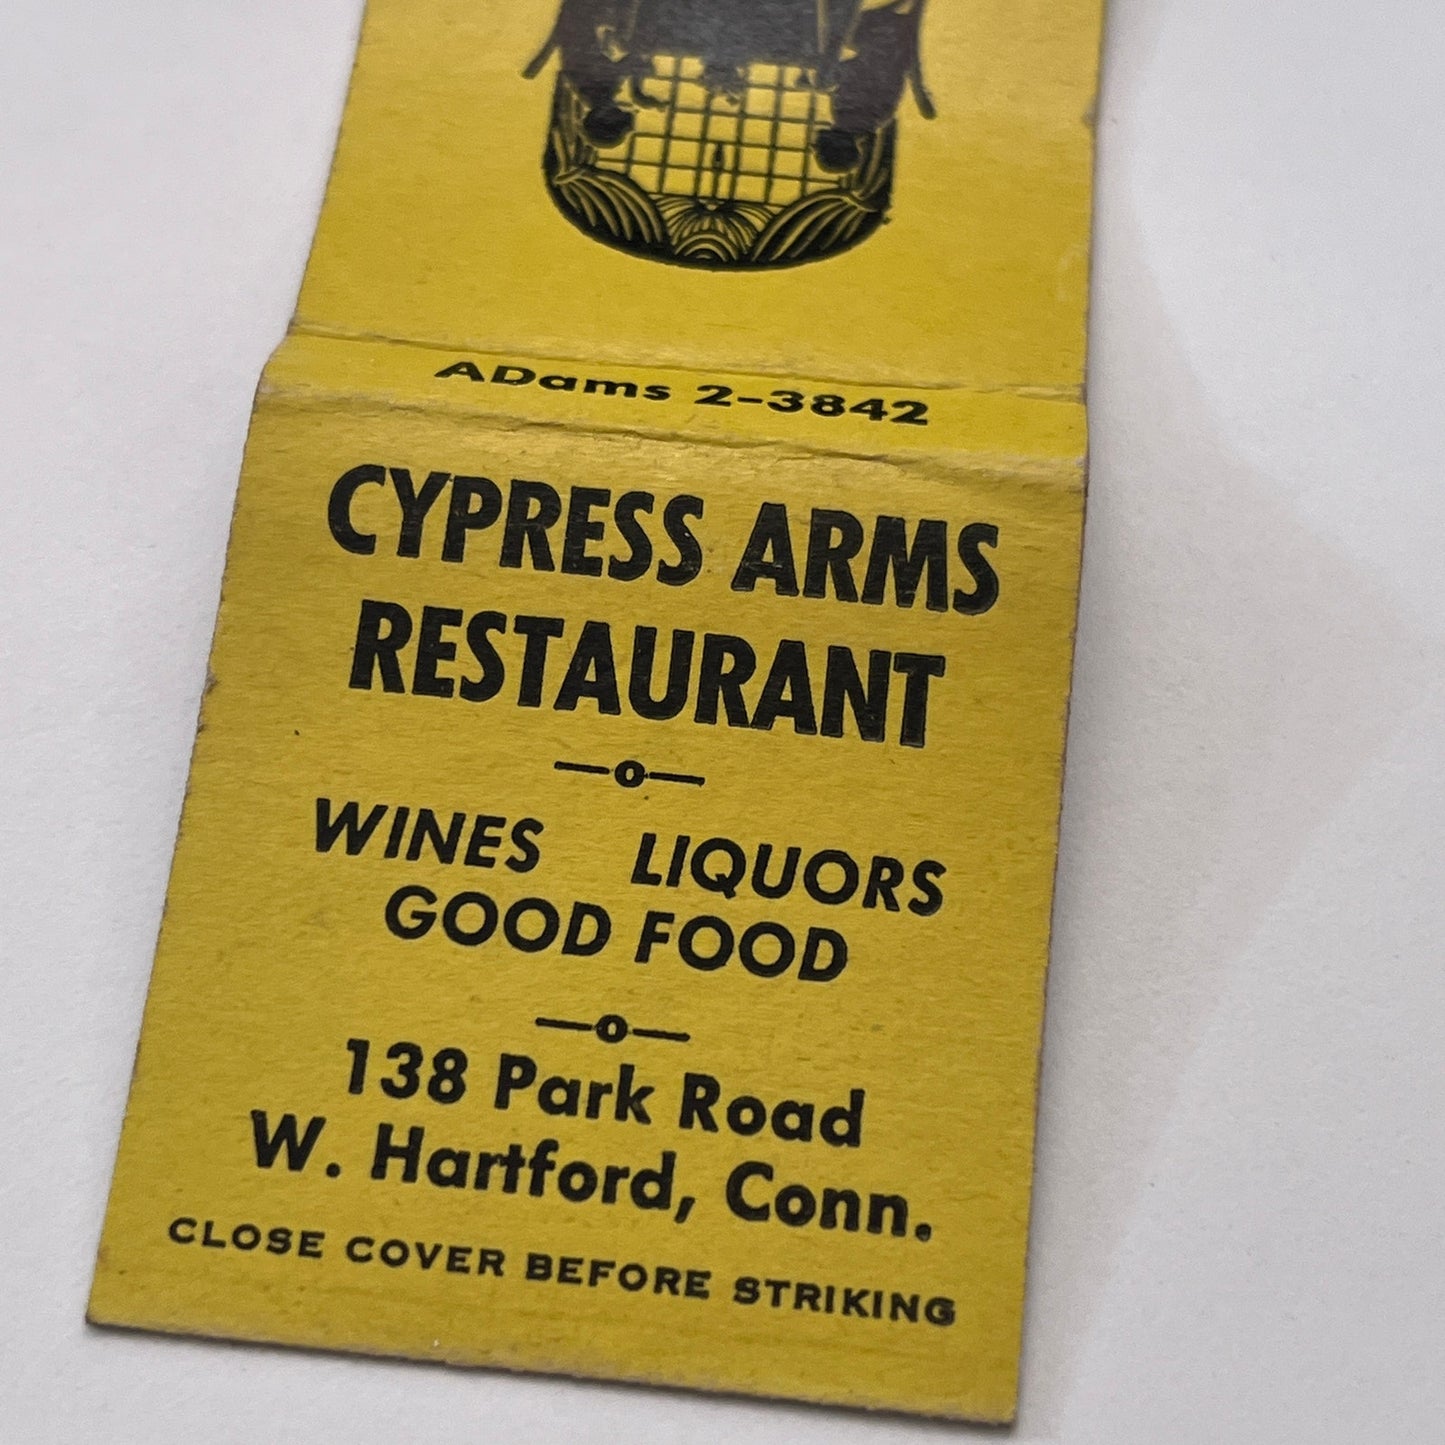 ADams 2-3842
CYPRESS ARMS
RESTAURANT
—o—
WINES LIQUORS
GOOD FOOD
—o—
138 Park Road
W. Hartford, Conn.
CLOSE COVER BEFORE STRIKING